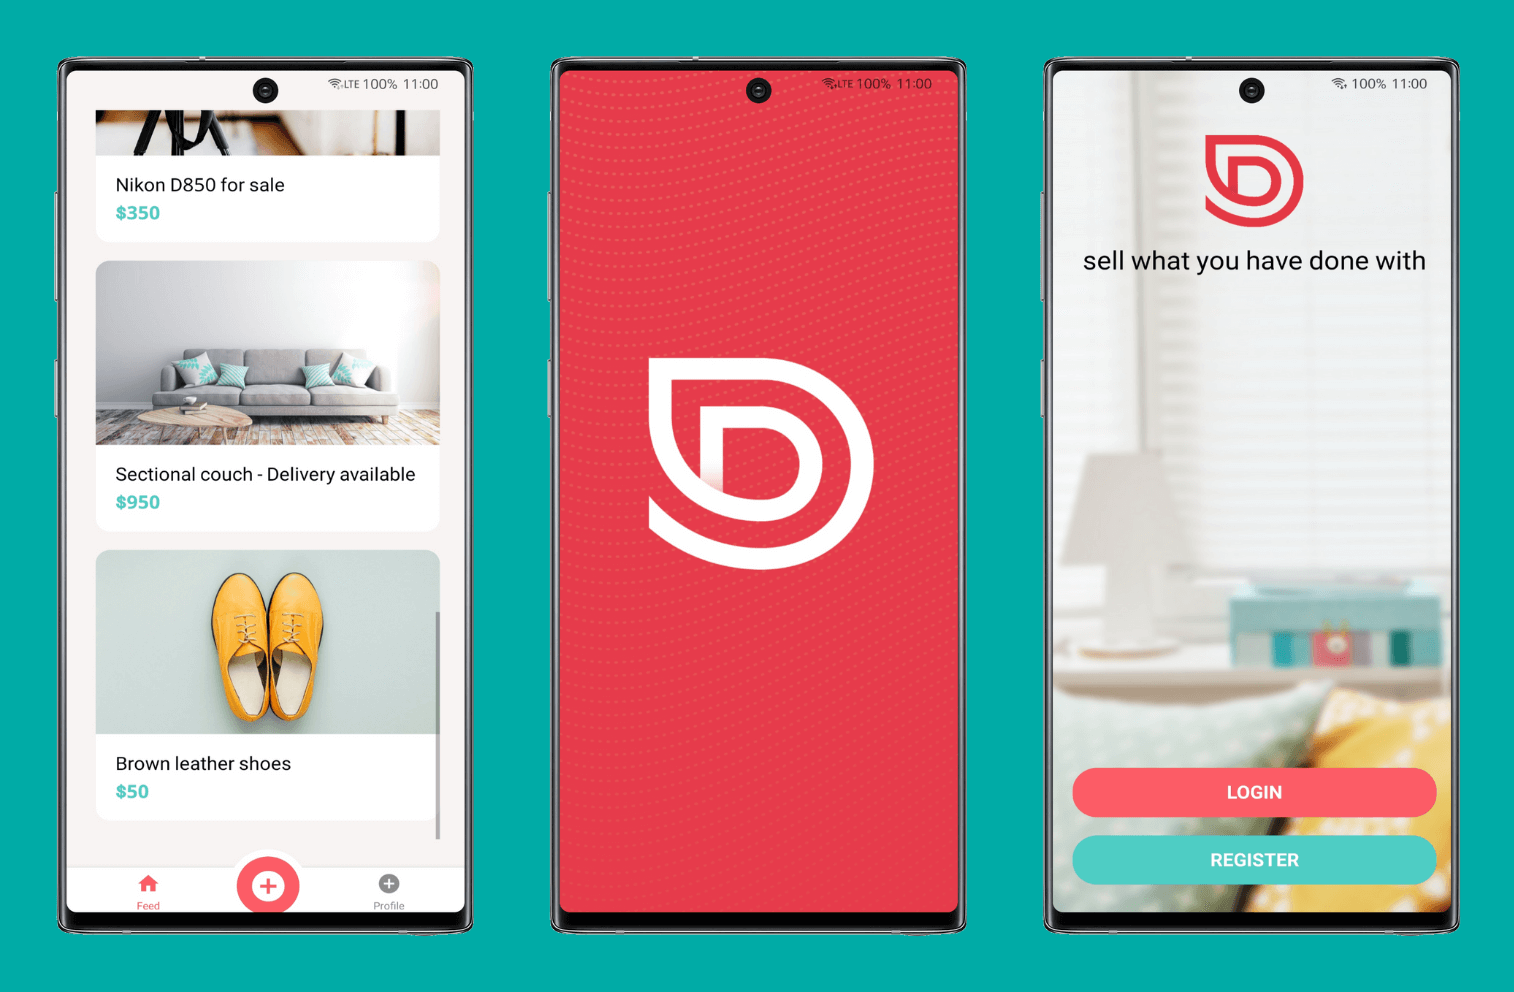 LTE 100% 11:00
Nikon D850 for sale
$350
Sectional couch - Delivery available
$950
Brown leather shoes
$50
Feed
Profile
LTE 100% 11:00
100% 11:00
sell what you have done with
LOGIN
REGISTER